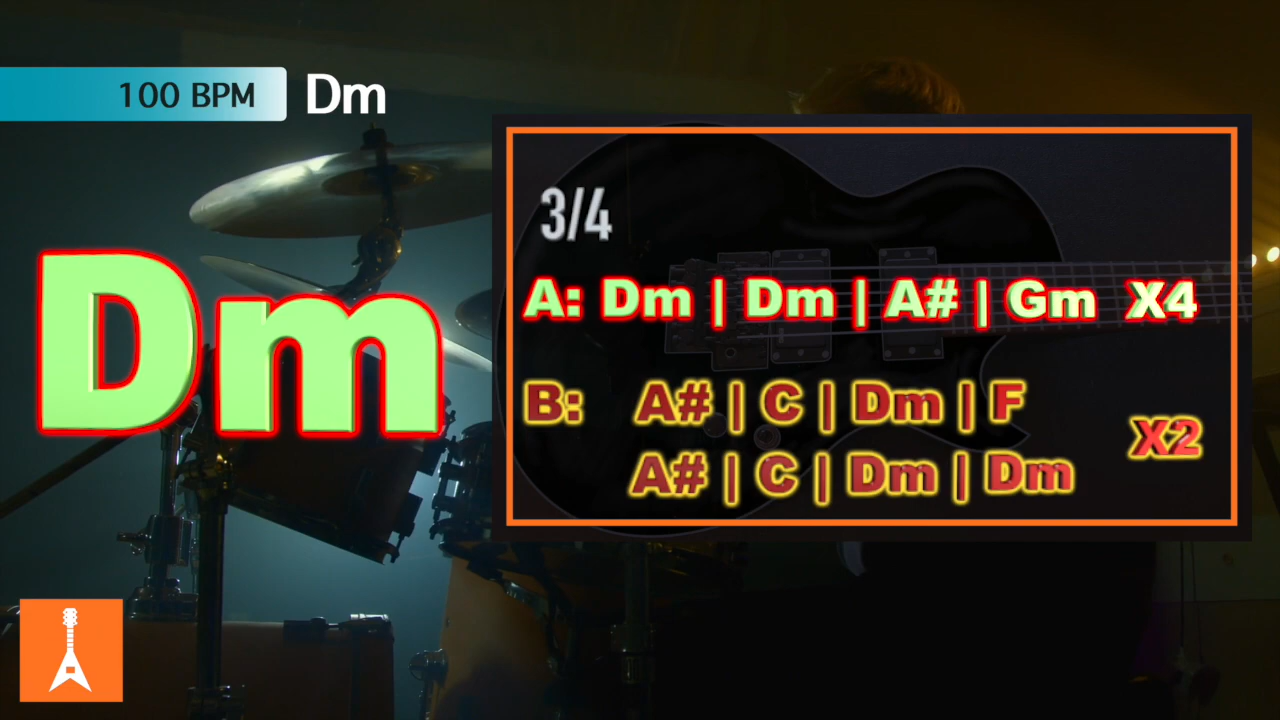 100 BPM Dm
Dm
3/4
A: Dm | Dm | A# | Gm X4
B: A# | C | Dm | F
A# | C | Dm | Dm
X2